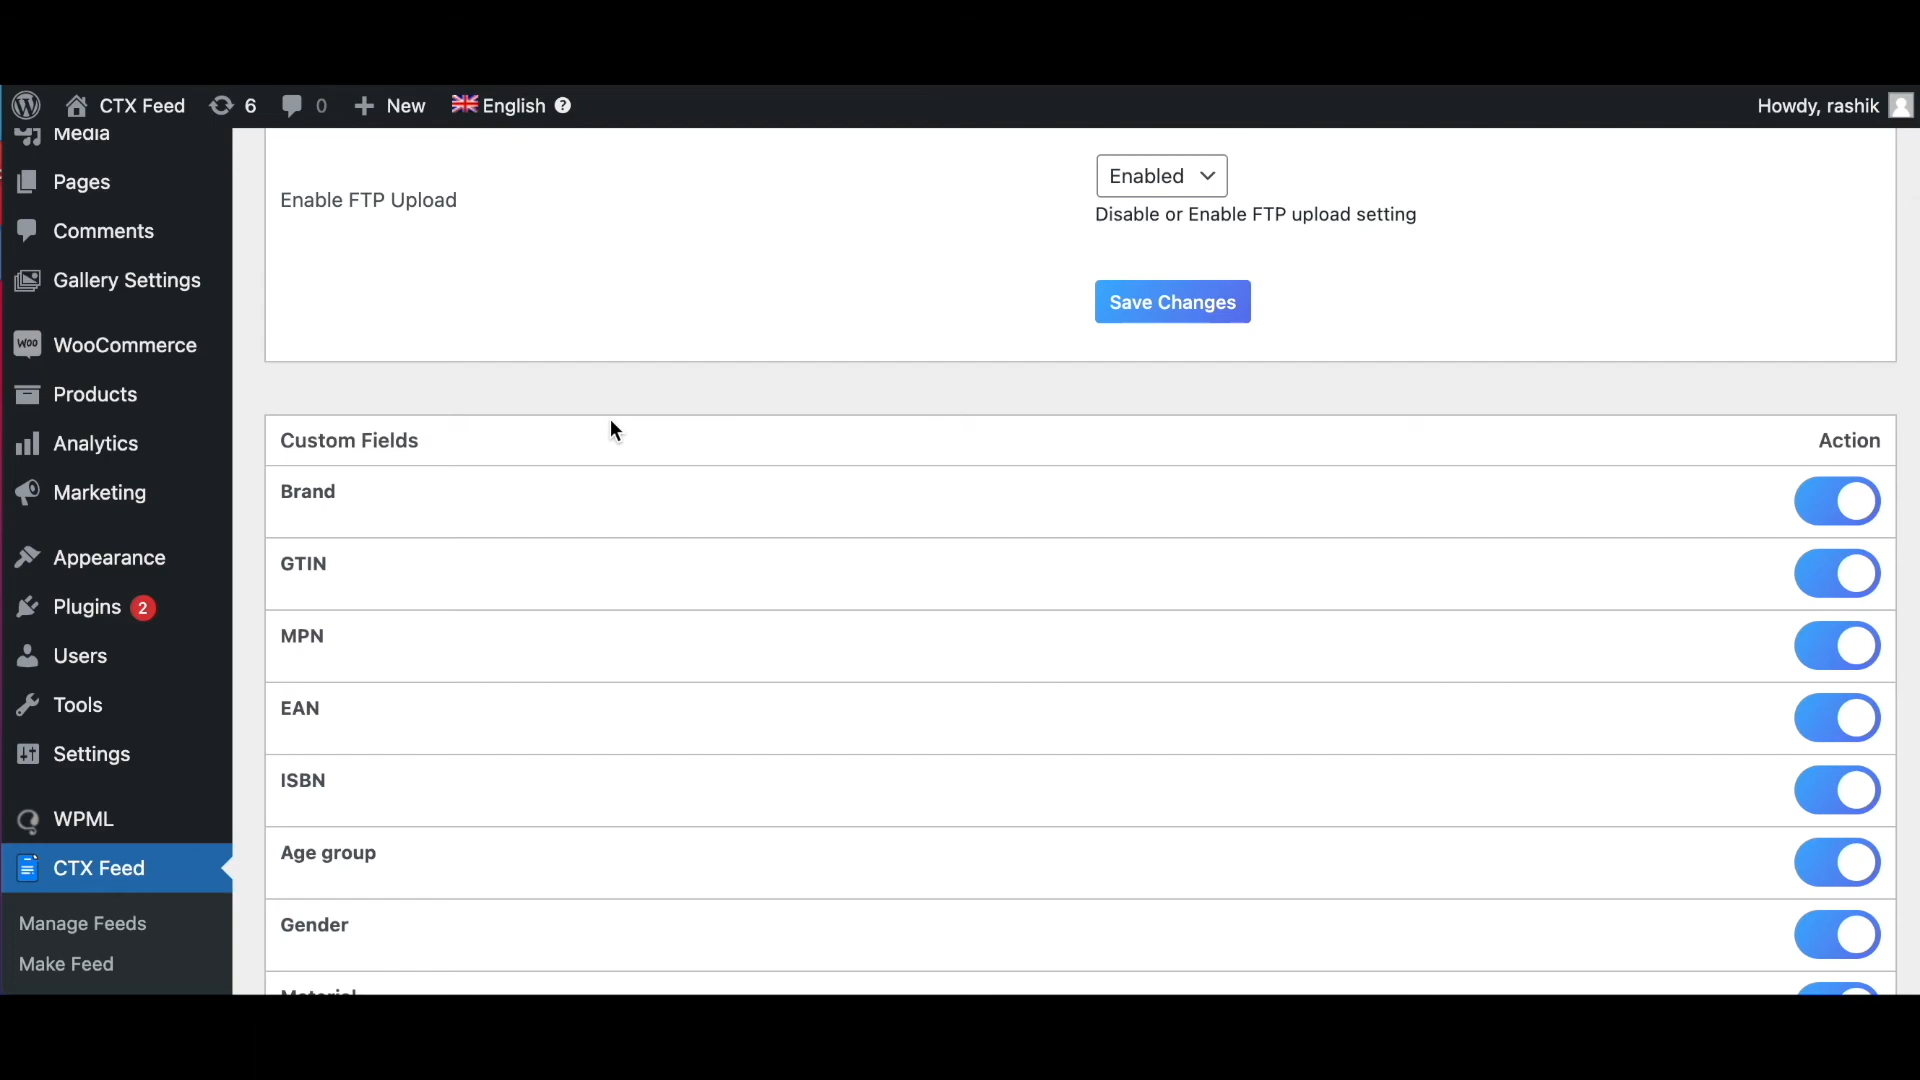 CTX Feed 6 0 New English Howdy, rashik
Media
Pages
Comments
Gallery Settings
WooCommerce
Products
Analytics
Marketing
Appearance
Plugins 2
Users
Tools
Settings
WPML
CTX Feed
Manage Feeds
Make Feed
Enable FTP Upload
Enabled
Disable or Enable FTP upload setting
Save Changes
Custom Fields Action
Brand
GTIN
MPN
EAN
ISBN
Age group
Gender
Material